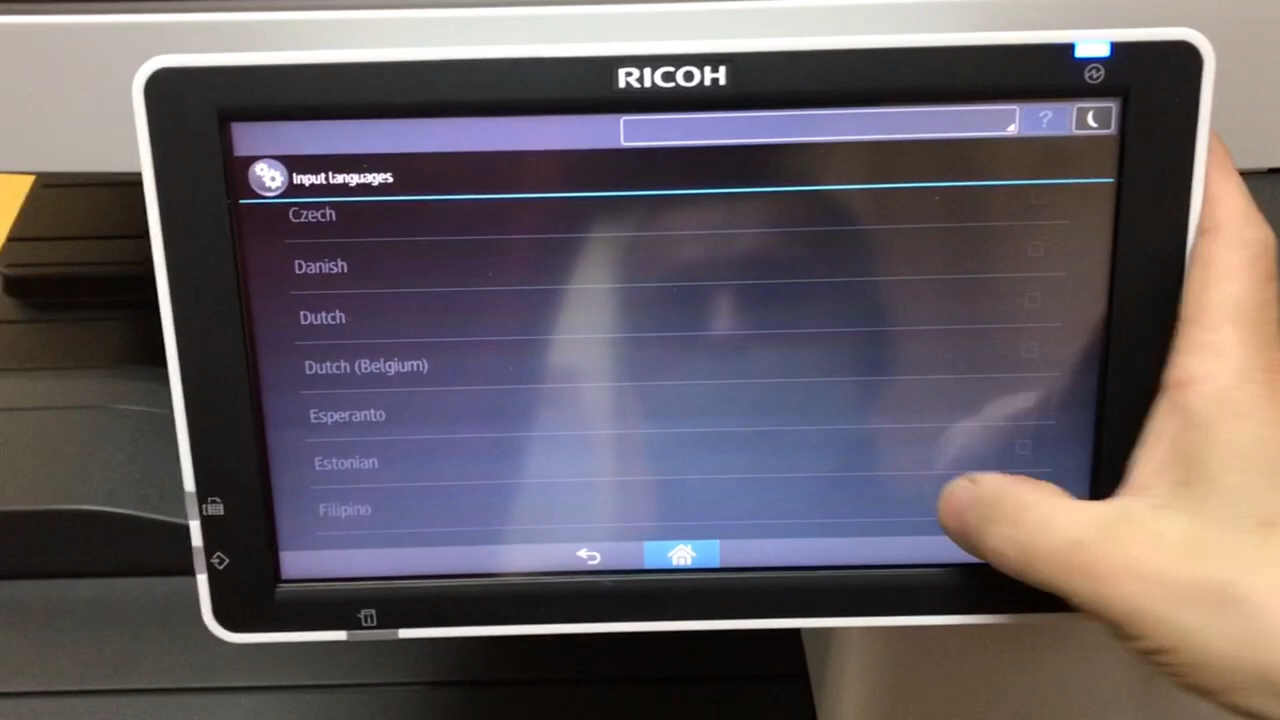 RICOH
?
Input languages
Czech
Danish
Dutch
Dutch (Belgium)
Esperanto
Estonian
Filipino